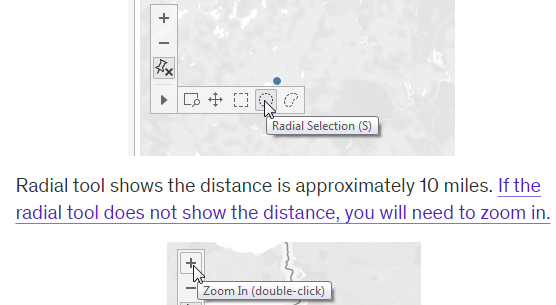 Radial Selection (S)
Radial tool shows the distance is approximately 10 miles. If the
radial tool does not show the distance, you will need to zoom in.
Zoom In (double-click)